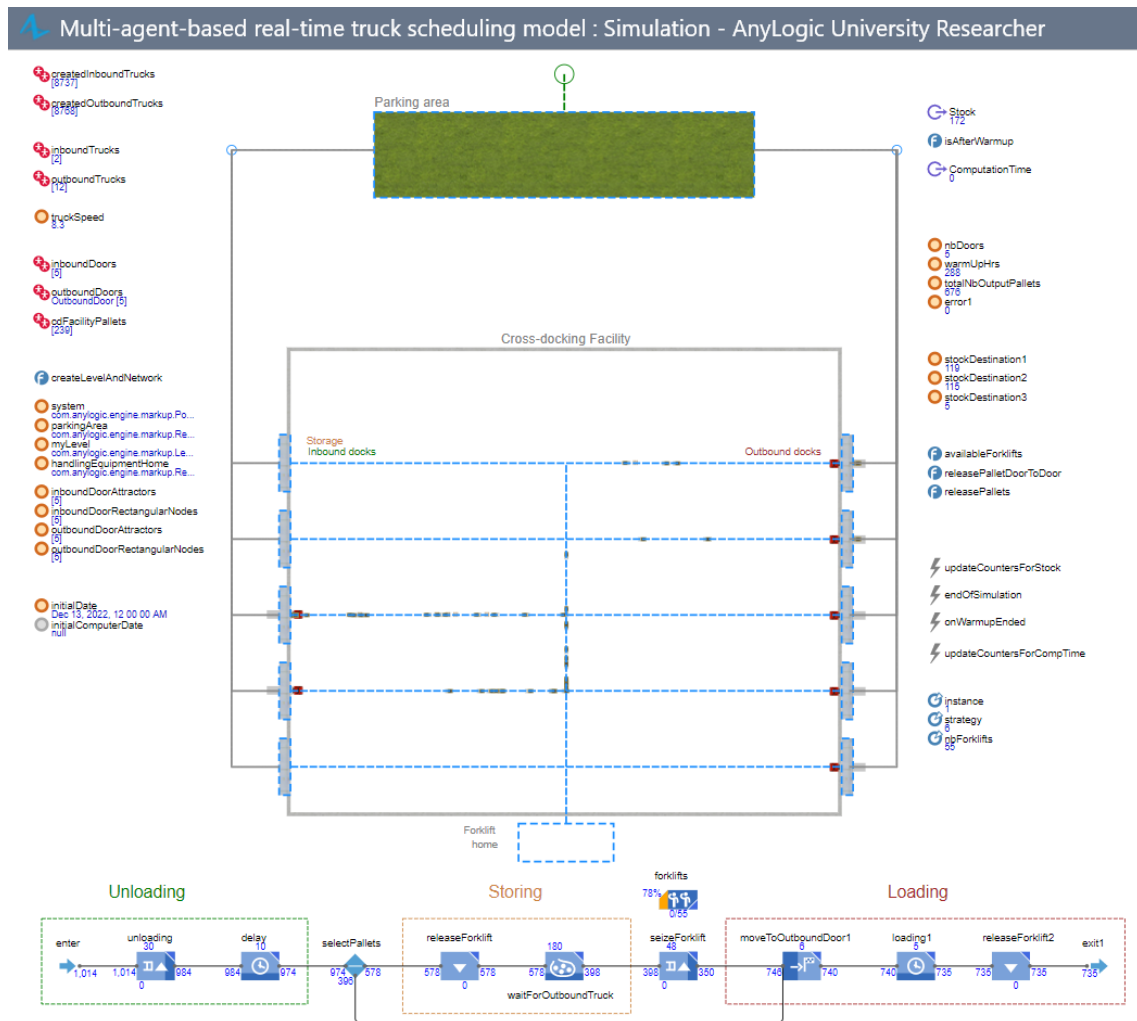 Multi-agent-based real-time truck scheduling model : Simulation - AnyLogic University Researcher
createdInboundTrucks
[8737]
createdOutboundTrucks
[8768]
inboundTrucks
[2]
outboundTrucks
[12]
truckSpeed
8.3
inboundDoors
[5]
outboundDoors
OutboundDoor [5]
cdFacilityPallets
[239]
createLevelAndNetwork
system
com.anylogic.engine.markup.Po...
parkingArea
com.anylogic.engine.markup.Re...
myLevel
com.anylogic.engine.markup.Le...
handlingEquipmentHome
com.anylogic.engine.markup.Re...
inboundDoorAttractors
[5]
inboundDoorRectangularNodes
[5]
outboundDoorAttractors
[5]
outboundDoorRectangularNodes
[5]
initialDate
Dec 13, 2022, 12 00 00 AM
initialComputerDate
null
Parking area
Cross-docking Facility
Storage
Inbound docks
Outbound docks
Forklift
home
Stock
172
isAfterWarmup
ComputationTime
0
nbDoors
5
warmUpHrs
288
totalNbOutputPallets
676
error1
0
stockDestination1
119
stockDestination2
115
stockDestination3
5
availableForklifts
releasePalletDoorToDoor
releasePallets
updateCountersForStock
endOfSimulation
onWarmupEnded
updateCountersForCompTime
instance
1
strategy
6
nbForklifts
55
Unloading
Storing
Loading
forklifts
78%
0/55
enter
1,014
unloading
30
1,014 984
0
delay
10
984 974
selectPallets
974 578
396
releaseForklift
578 578
0
180
578 398
waitForOutboundTruck
seizeForklift
48
398 350
0
moveToOutboundDoor1
6
746 740
loading1
5
740 735
releaseForklift2
735 735
0
exit1
735